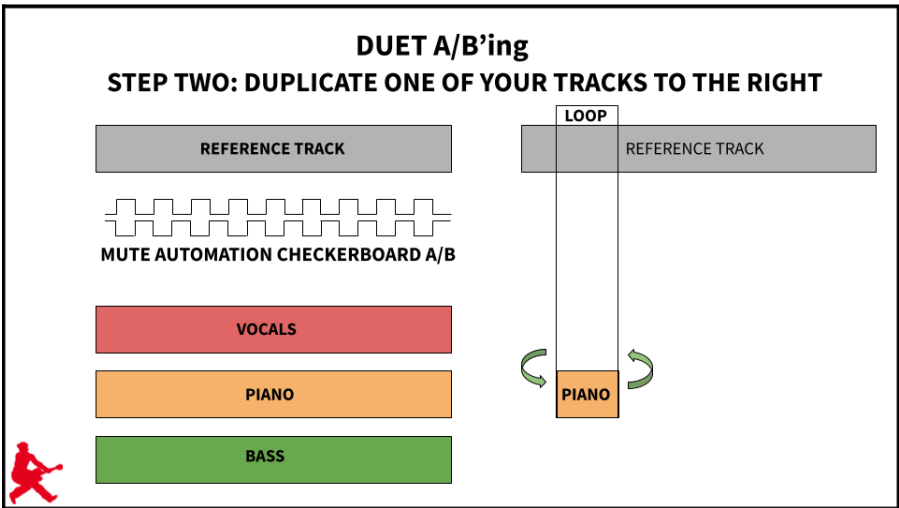 DUET A/B’ing
STEP TWO: DUPLICATE ONE OF YOUR TRACKS TO THE RIGHT
LOOP
REFERENCE TRACK
REFERENCE TRACK
MUTE AUTOMATION CHECKERBOARD A/B
VOCALS
PIANO
PIANO
BASS